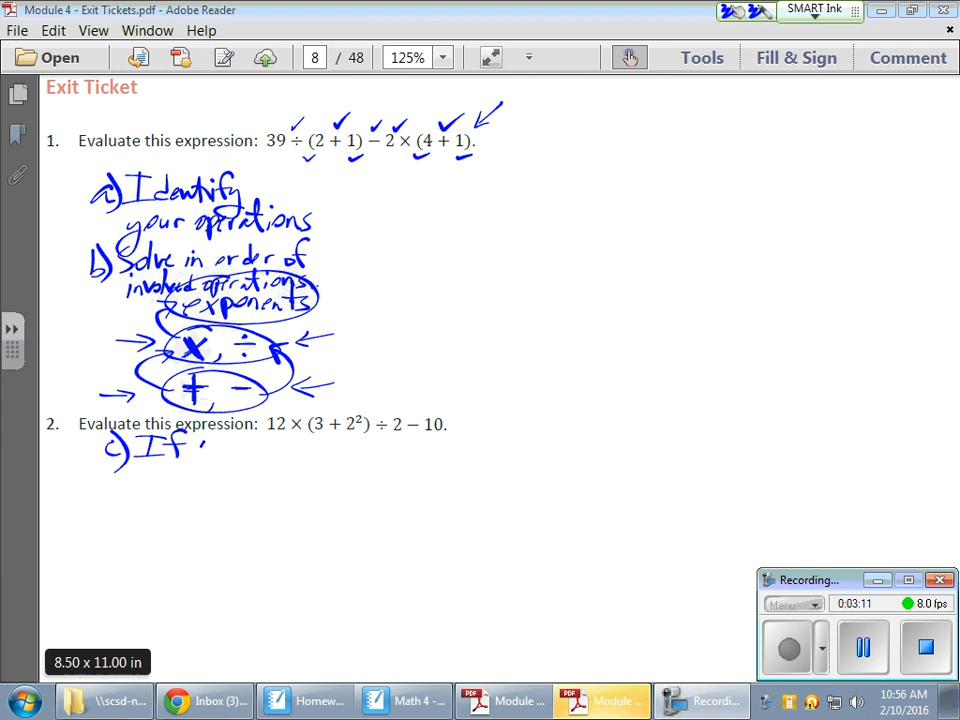 Module 4 - Exit Tickets.pdf - Adobe Reader
SMART Ink
File Edit View Window Help
Open 8 / 48 125% Tools Fill & Sign Comment
Exit Ticket
1. Evaluate this expression: 39 ÷ (2 + 1) − 2 × (4 + 1).
a) Identify
your operations
b) Solve in order of
involved operations.
exponents
×, ÷
+, −
2. Evaluate this expression: 12 × (3 + 2²) ÷ 2 − 10.
c) If
Recording...
Menu 0:03:11 8.0 fps
8.50 x 11.00 in
\\scsd-n... Inbox (3)... Homew... Math 4 -... Module ... Module ... Recordi...
10:56 AM
2/10/2016